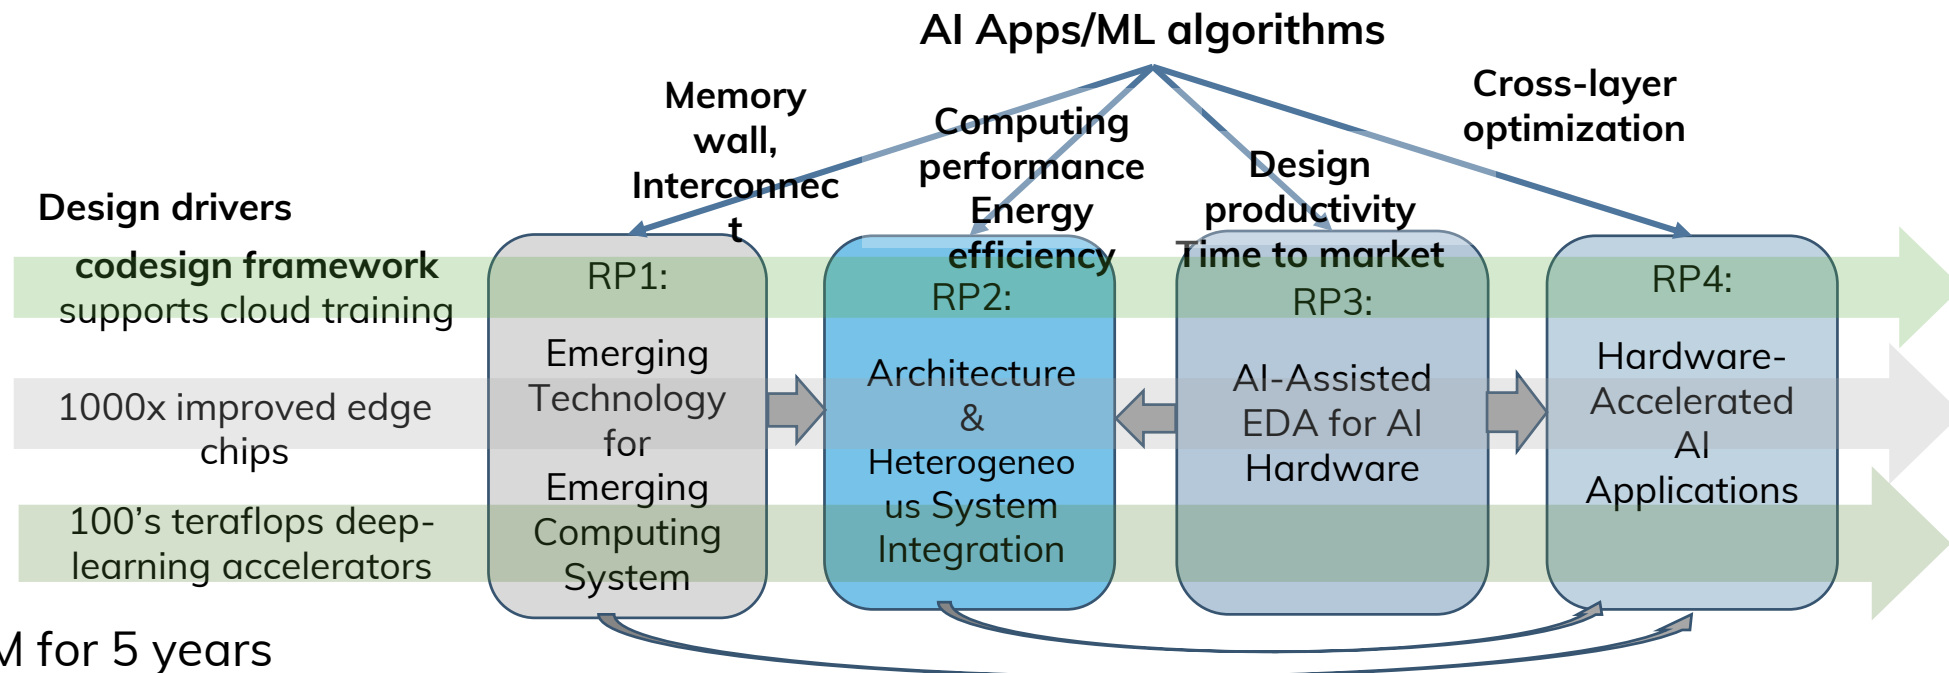 AI Apps/ML algorithms
Memory
wall,
Interconnec
t
Computing
performance
Energy
efficiency
Design
productivity
Time to market
Cross-layer
optimization
Design drivers
codesign framework
supports cloud training
1000x improved edge
chips
100’s teraflops deep-
learning accelerators
RP1:
Emerging
Technology
for
Emerging
Computing
System
RP2:
Architecture
&
Heterogeneo
us System
Integration
RP3:
AI-Assisted
EDA for AI
Hardware
RP4:
Hardware-
Accelerated
AI
Applications
M for 5 years